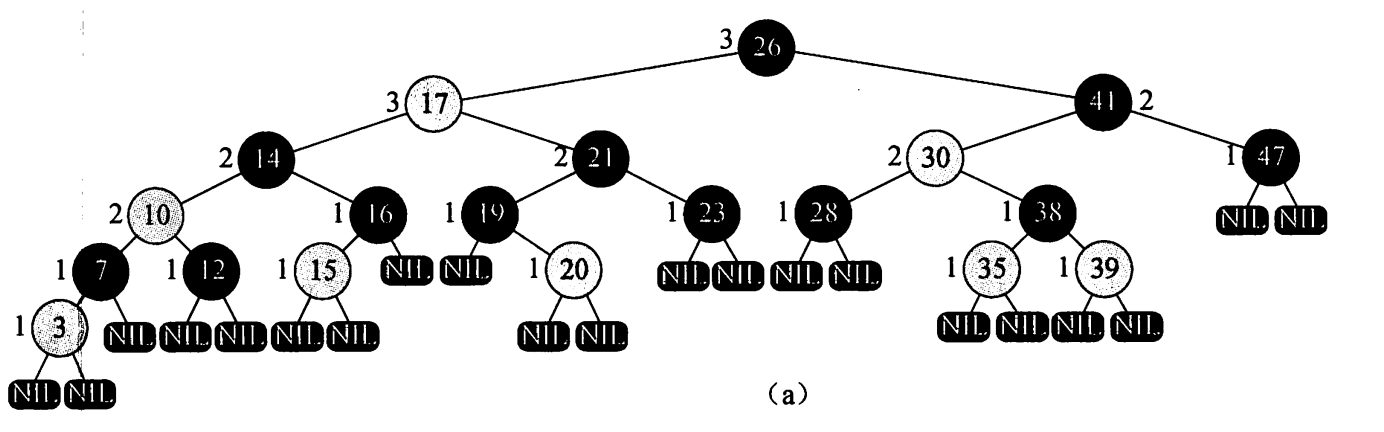 3 26
3 17 41 2
2 14 2 21 2 30 1 47
2 10 1 16 1 19 1 23 1 28 1 38 NIL NIL
1 7 1 12 1 15 NIL NIL 1 20 NIL NIL NIL NIL 1 35 1 39
1 3 NIL NIL NIL NIL NIL NIL NIL NIL NIL NIL NIL
NIL NIL
(a)